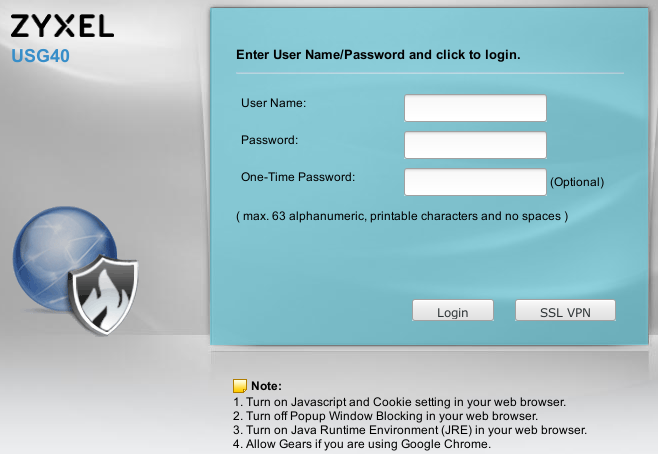 ZYXEL
USG40
Enter User Name/Password and click to login.
User Name:
Password:
One-Time Password:
(Optional)
( max. 63 alphanumeric, printable characters and no spaces )
Login
SSL VPN
Note:
1. Turn on Javascript and Cookie setting in your web browser.
2. Turn off Popup Window Blocking in your web browser.
3. Turn on Java Runtime Environment (JRE) in your web browser.
4. Allow Gears if you are using Google Chrome.